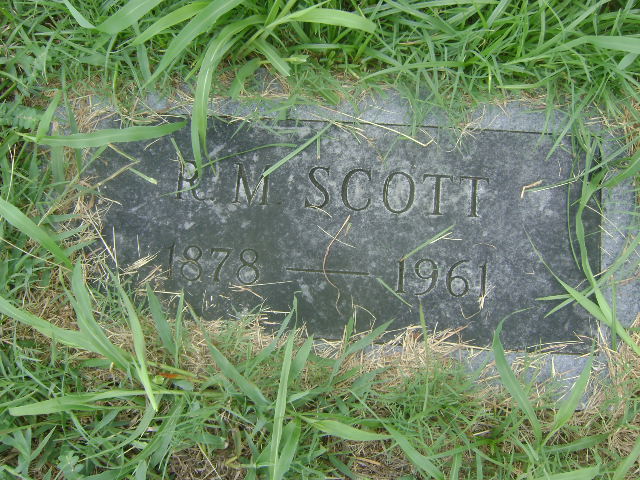 R. M. SCOTT
1878 — 1961